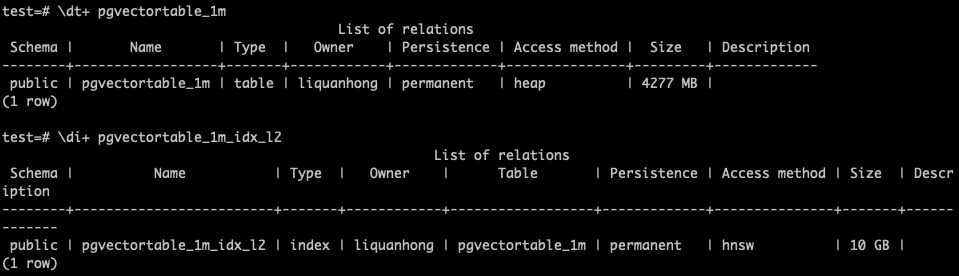 test=# \dt+ pgvectortable_1m
List of relations
Schema | Name | Type | Owner | Persistence | Access method | Size | Description
--------+------------------+-------+------------+-------------+---------------+---------+-------------
public | pgvectortable_1m | table | liquanhong | permanent | heap | 4277 MB |
(1 row)
test=# \di+ pgvectortable_1m_idx_l2
List of relations
Schema | Name | Type | Owner | Table | Persistence | Access method | Size | Descr
iption
--------+-------------------------+-------+------------+------------------+-------------+---------------+-------+------
-------
public | pgvectortable_1m_idx_l2 | index | liquanhong | pgvectortable_1m | permanent | hnsw | 10 GB |
(1 row)